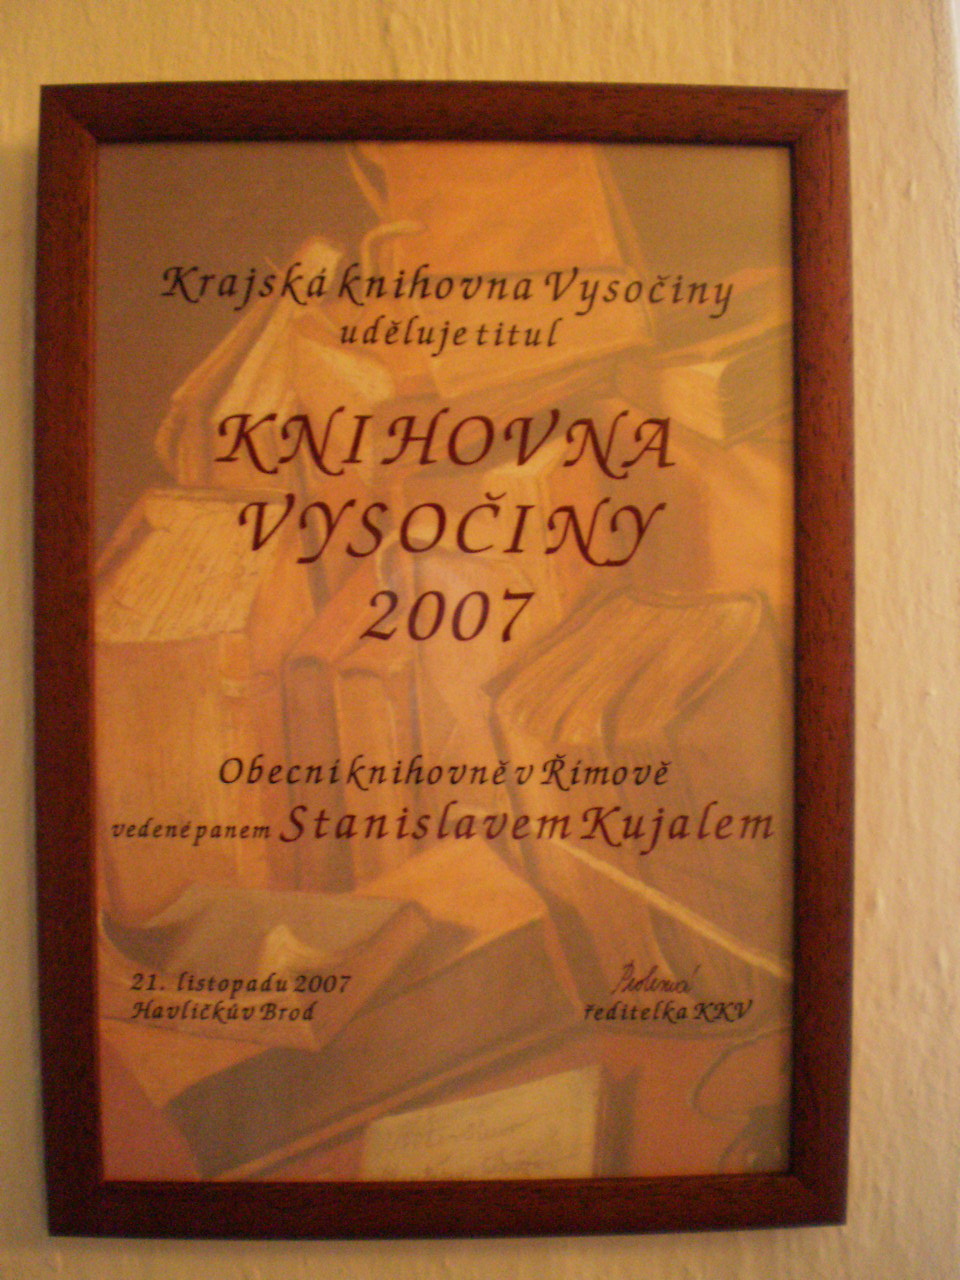 Krajská knihovna Vysočiny
uděluje titul
KNIHOVNA
VYSOČINY
2007
Obecní knihovně v Římově
vedené panem Stanislavem Kujalem
21. listopadu 2007
Havlíčkův Brod
ředitelka KKV